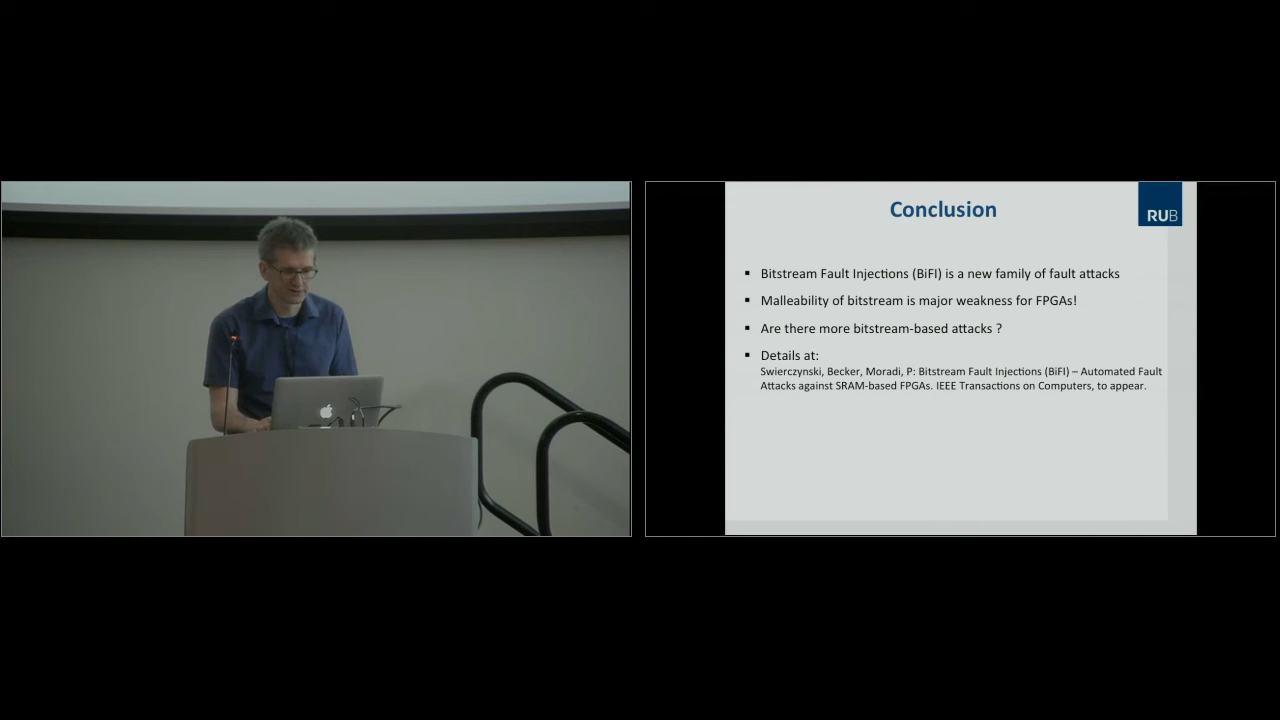 Conclusion
RUB
▪ Bitstream Fault Injections (BiFI) is a new family of fault attacks
▪ Malleability of bitstream is major weakness for FPGAs!
▪ Are there more bitstream-based attacks ?
▪ Details at:
Swierczynski, Becker, Moradi, P: Bitstream Fault Injections (BiFI) – Automated Fault
Attacks against SRAM-based FPGAs. IEEE Transactions on Computers, to appear.